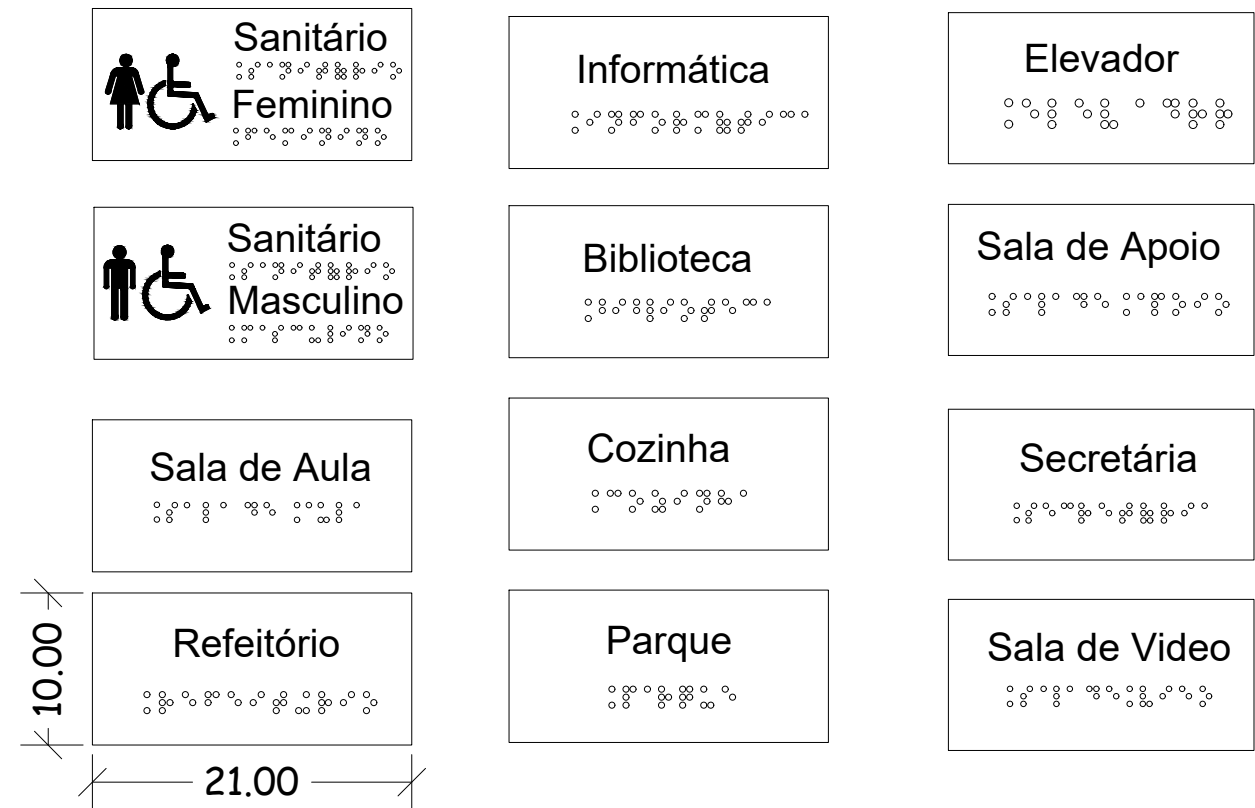 Sanitário
Feminino
Informática
Elevador
Sanitário
Masculino
Biblioteca
Sala de Apoio
Sala de Aula
Cozinha
Secretária
Refeitório
Parque
Sala de Video
10.00
21.00